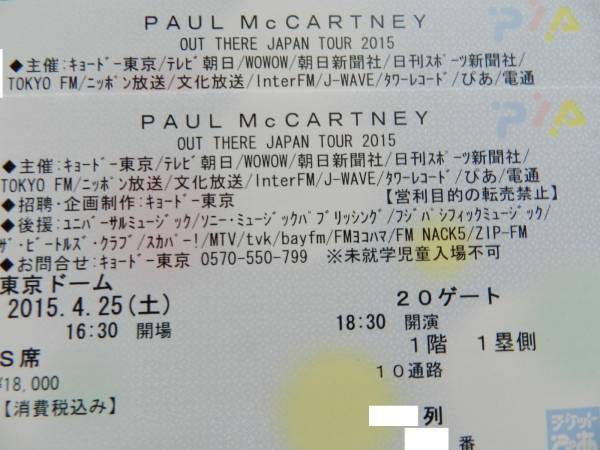 PAUL McCARTNEY
OUT THERE JAPAN TOUR 2015
PIA
◆主催:キョードー東京/テレビ朝日/WOWOW/朝日新聞社/日刊スポーツ新聞社/
TOKYO FM/ニッポン放送/文化放送/InterFM/J-WAVE/タワーレコード/ぴあ/電通
PAUL McCARTNEY
OUT THERE JAPAN TOUR 2015
PIA
◆主催:キョードー東京/テレビ朝日/WOWOW/朝日新聞社/日刊スポーツ新聞社/
TOKYO FM/ニッポン放送/文化放送/InterFM/J-WAVE/タワーレコード/ぴあ/電通
◆招聘・企画制作:キョードー東京 【営利目的の転売禁止】
◆後援:ユニバーサルミュージック/ソニー・ミュージックパブリッシング/フジパシフィックミュージック/
ザ・ビートルズ・クラブ/スカパー!/MTV/tvk/bayfm/FMヨコハマ/FM NACK5/ZIP-FM
◆お問合せ:キョードー東京 0570-550-799 ※未就学児童入場不可
東京ドーム
2015. 4.25(土) 20ゲート
16:30 開場 18:30 開演
1階 1塁側
S席
10通路
¥18,000
【消費税込み】
列
番
チケットぴあ